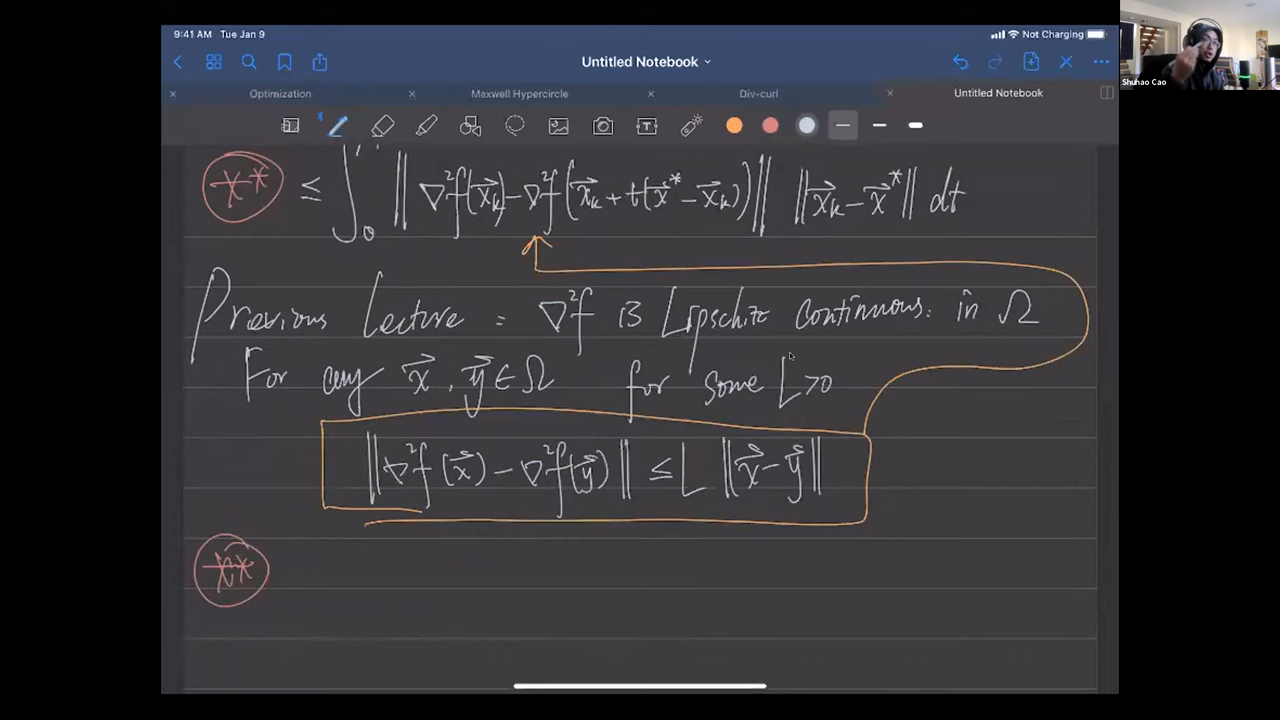 9:41 AM Tue Jan 9
Not Charging
Untitled Notebook
Shuhao Cao
Optimization
Maxwell Hypercircle
Div-curl
Untitled Notebook
** ≤ ∫₀ ‖ ∇²f(x⃗ₖ) − ∇²f(x⃗ₖ + t(x⃗* − x⃗ₖ)) ‖ ‖x⃗ₖ − x⃗*‖ dt
Previous Lecture : ∇²f is Lipschitz continuous. in Ω
For any x⃗, y⃗ ∈ Ω for some L > 0
‖∇²f(x⃗) − ∇²f(y⃗)‖ ≤ L ‖x⃗ − y⃗‖
**